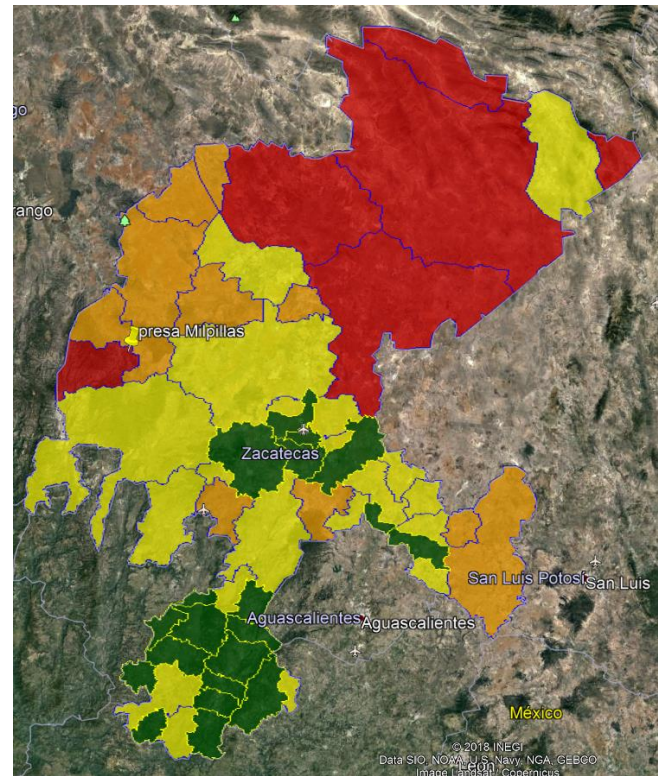 go
rango
presa Milpillas
Zacatecas
San Luis Potosí
San Luis
Aguascalientes
Aguascalientes
México
© 2018 INEGI
Data SIO, NOAA, U.S. Navy, NGA, GEBCO
León
Image Landsat / Copernicus